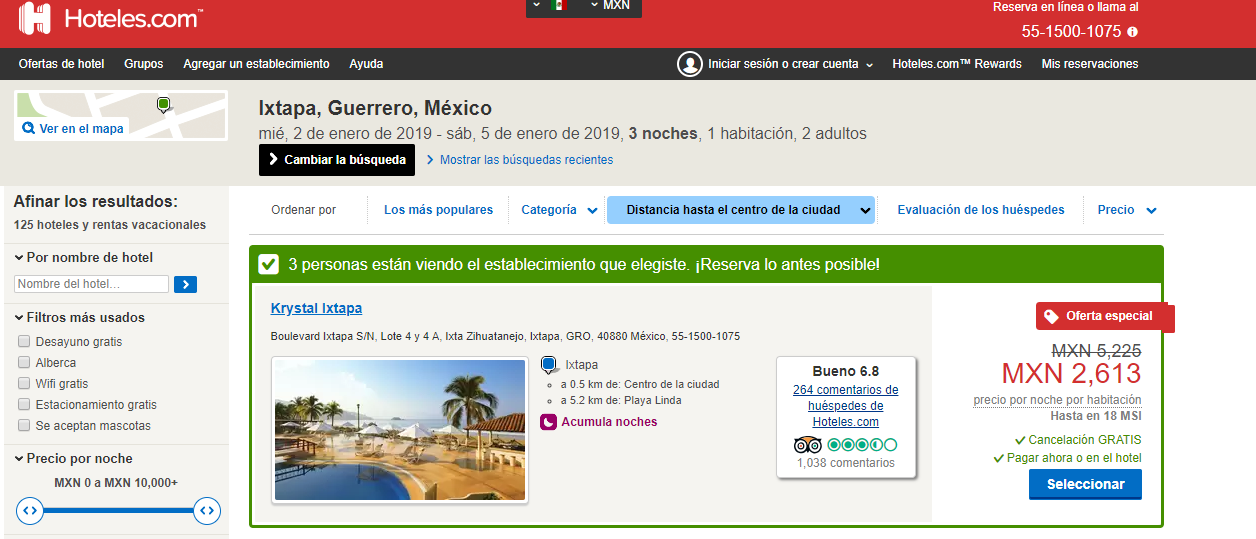 Hoteles.com™
MXN
Reserva en línea o llama al
55-1500-1075
Ofertas de hotel Grupos Agregar un establecimiento Ayuda Iniciar sesión o crear cuenta Hoteles.com™ Rewards Mis reservaciones
Ver en el mapa
Ixtapa, Guerrero, México
mié, 2 de enero de 2019 - sáb, 5 de enero de 2019, 3 noches, 1 habitación, 2 adultos
Cambiar la búsqueda Mostrar las búsquedas recientes
Afinar los resultados:
125 hoteles y rentas vacacionales
Por nombre de hotel
Nombre del hotel...
Filtros más usados
Desayuno gratis
Alberca
Wifi gratis
Estacionamiento gratis
Se aceptan mascotas
Precio por noche
MXN 0 a MXN 10,000+
Ordenar por Los más populares Categoría Distancia hasta el centro de la ciudad Evaluación de los huéspedes Precio
3 personas están viendo el establecimiento que elegiste. ¡Reserva lo antes posible!
Krystal Ixtapa
Boulevard Ixtapa S/N, Lote 4 y 4 A, Ixta Zihuatanejo, Ixtapa, GRO, 40880 México, 55-1500-1075
Ixtapa
a 0.5 km de: Centro de la ciudad
a 5.2 km de: Playa Linda
Acumula noches
Bueno 6.8
264 comentarios de
huéspedes de
Hoteles.com
1,038 comentarios
Oferta especial
MXN 5,225
MXN 2,613
precio por noche por habitación
Hasta en 18 MSI
Cancelación GRATIS
Pagar ahora o en el hotel
Seleccionar